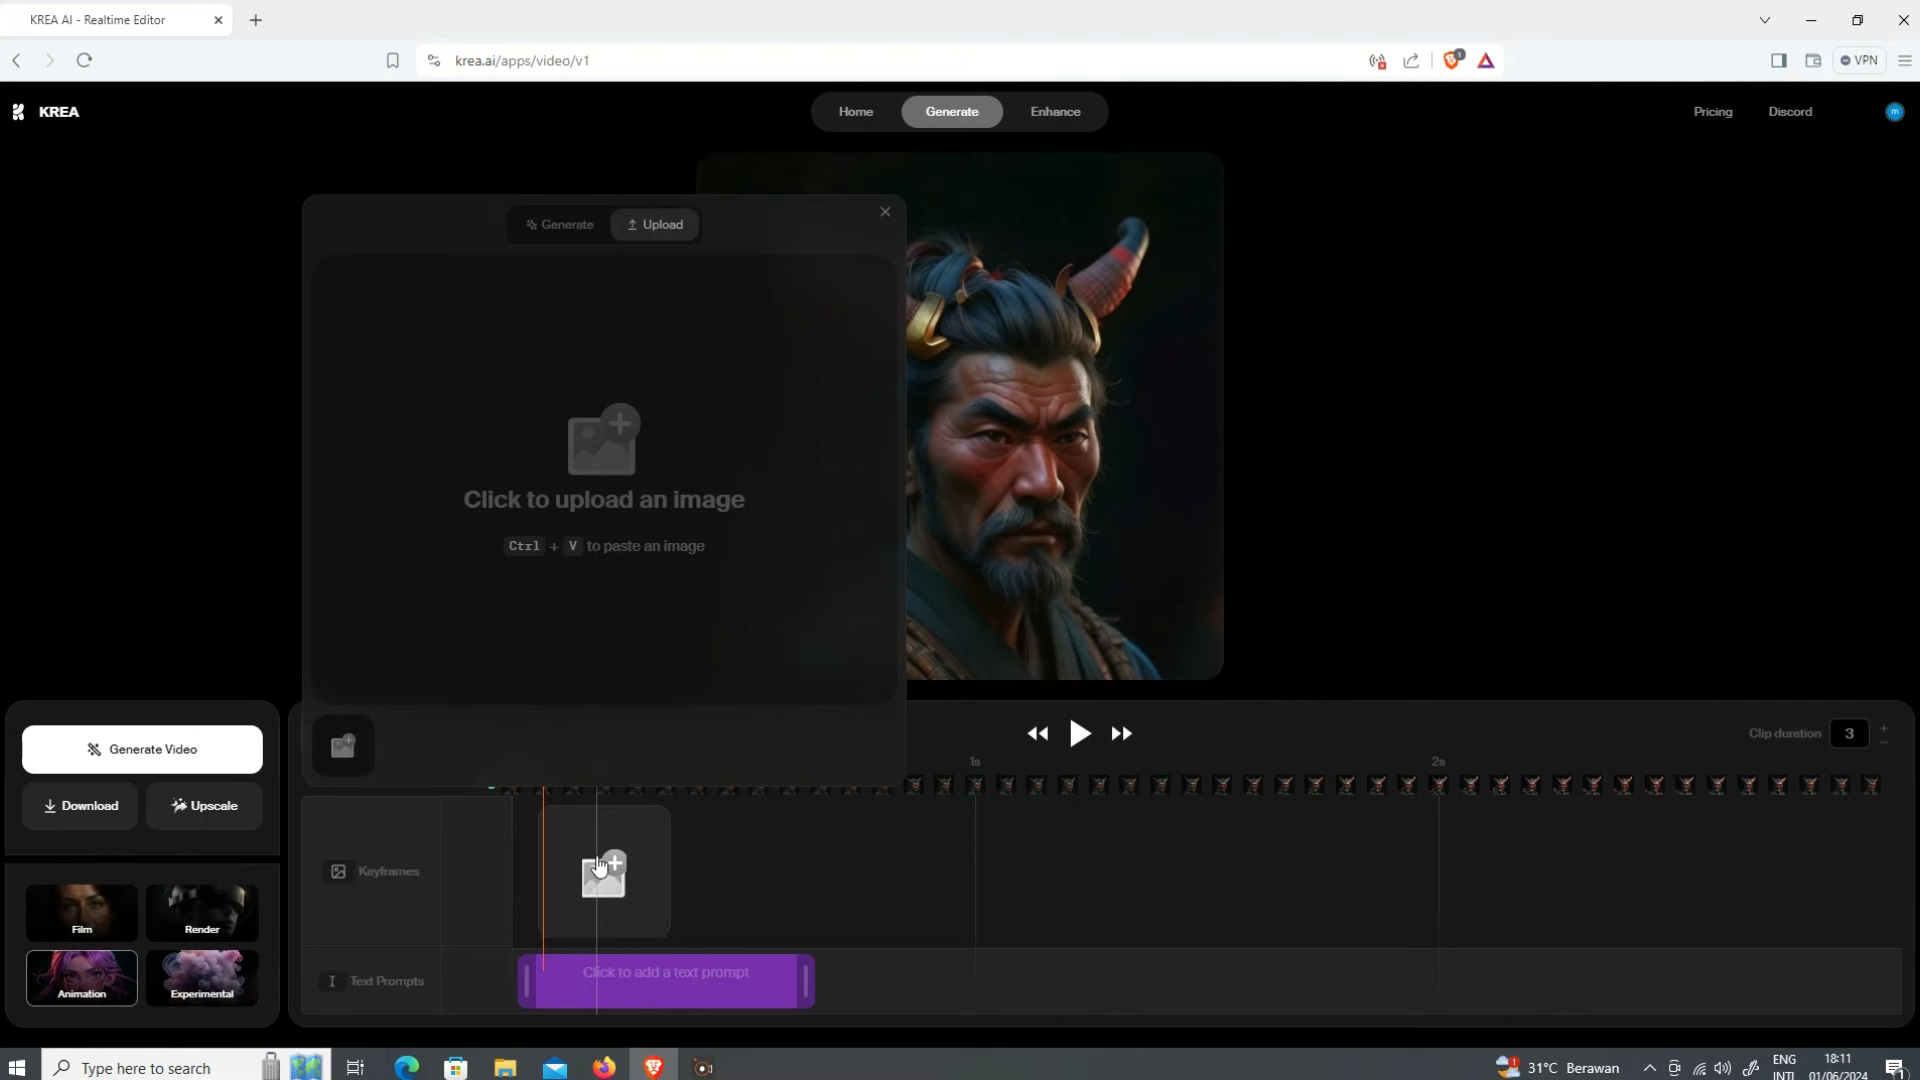 KREA AI - Realtime Editor
krea.ai/apps/video/v1
1
VPN
KREA
Home
Generate
Enhance
Pricing
Discord
m
Generate
Upload
Click to upload an image
Ctrl + V to paste an image
Generate Video
Download
Upscale
Clip duration
3
1s
2s
Film
Render
Animation
Experimental
Keyframes
Text Prompts
Click to add a text prompt
Type here to search
1
31°C Berawan
ENG
INTL
18:11
01/06/2024
1